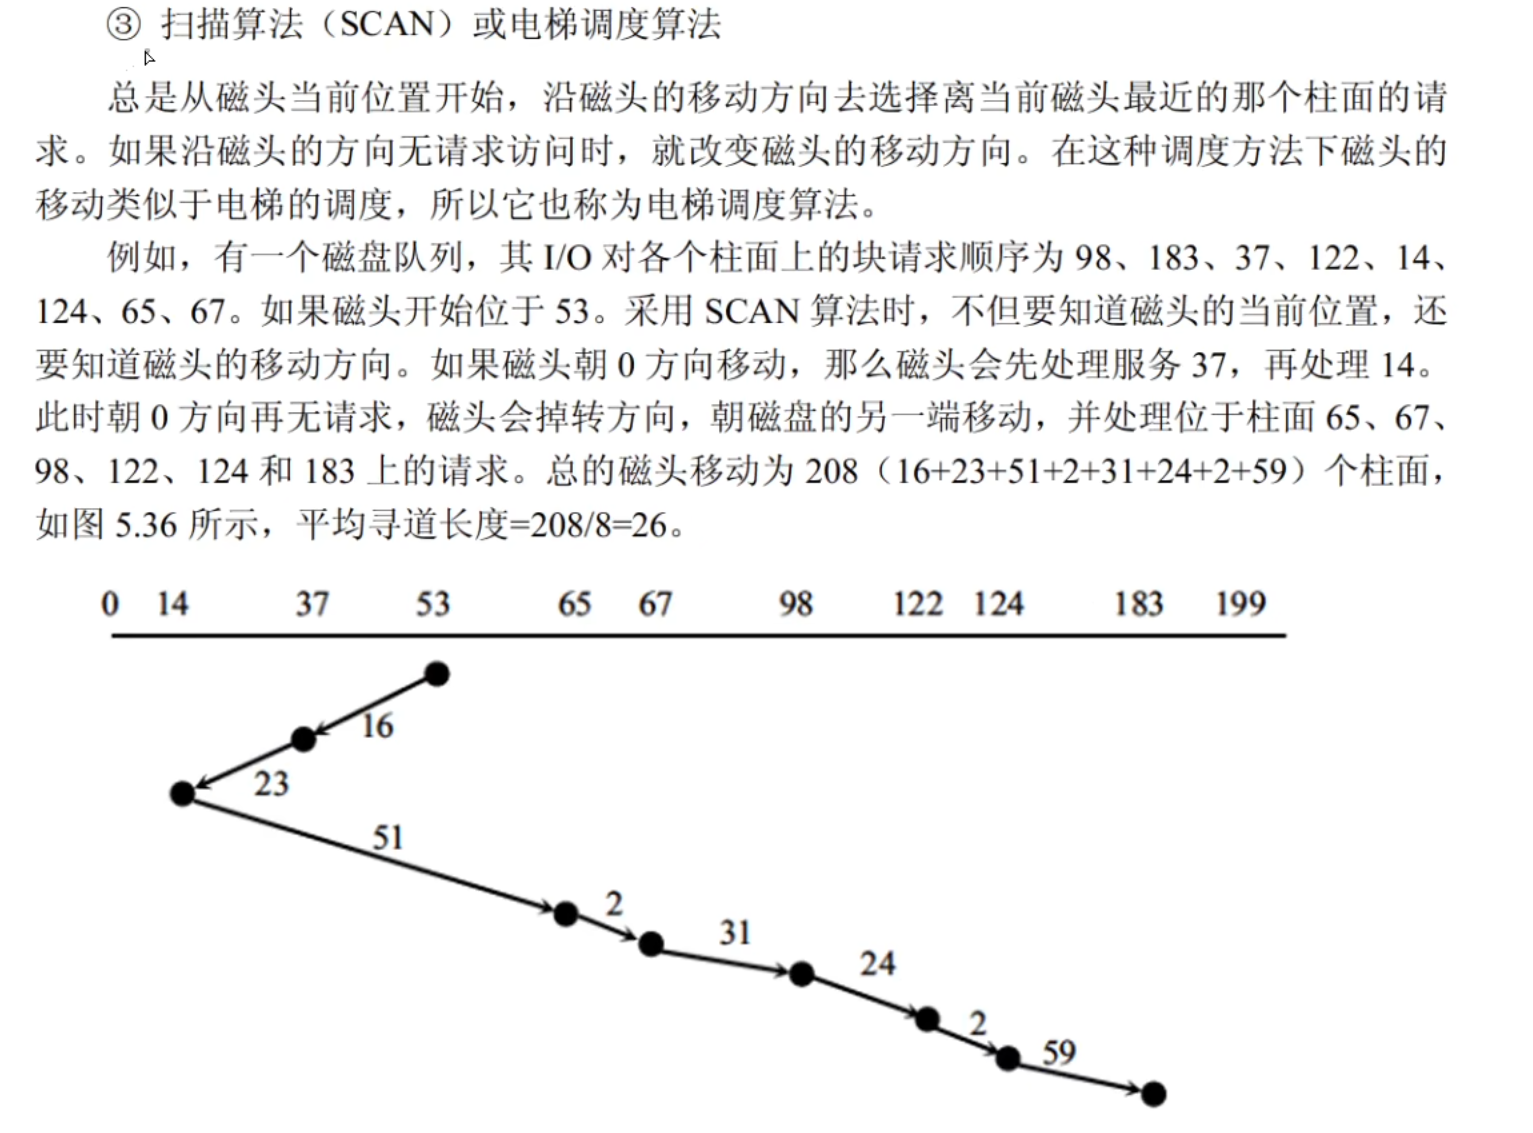 ③ 扫描算法（SCAN）或电梯调度算法
总是从磁头当前位置开始，沿磁头的移动方向去选择离当前磁头最近的那个柱面的请
求。如果沿磁头的方向无请求访问时，就改变磁头的移动方向。在这种调度方法下磁头的
移动类似于电梯的调度，所以它也称为电梯调度算法。
例如，有一个磁盘队列，其 I/O 对各个柱面上的块请求顺序为 98、183、37、122、14、
124、65、67。如果磁头开始位于 53。采用 SCAN 算法时，不但要知道磁头的当前位置，还
要知道磁头的移动方向。如果磁头朝 0 方向移动，那么磁头会先处理服务 37，再处理 14。
此时朝 0 方向再无请求，磁头会掉转方向，朝磁盘的另一端移动，并处理位于柱面 65、67、
98、122、124 和 183 上的请求。总的磁头移动为 208（16+23+51+2+31+24+2+59）个柱面，
如图 5.36 所示，平均寻道长度=208/8=26。
0 14 37 53 65 67 98 122 124 183 199
16
23
51
2
31
24
2
59